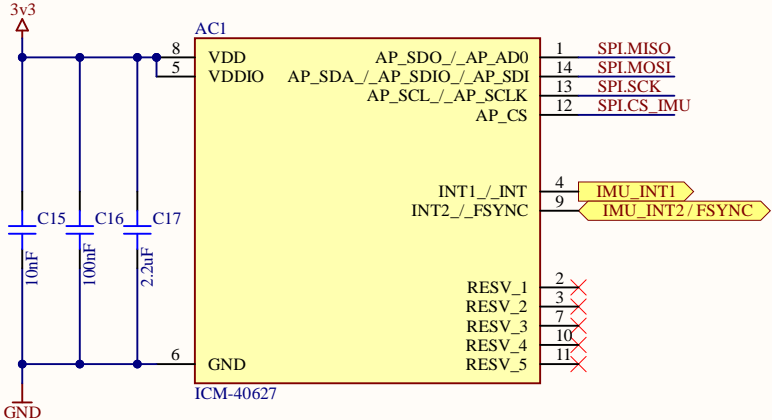 3v3
AC1
8 VDD
5 VDDIO
AP_SDO_/_AP_AD0 1 SPI.MISO
AP_SDA_/_AP_SDIO_/_AP_SDI 14 SPI.MOSI
AP_SCL_/_AP_SCLK 13 SPI.SCK
AP_CS 12 SPI.CS_IMU
INT1_/_INT 4 IMU_INT1
INT2_/_FSYNC 9 IMU_INT2 / FSYNC
C15
10nF
C16
100nF
C17
2.2uF
RESV_1 2
RESV_2 3
RESV_3 7
RESV_4 10
RESV_5 11
6 GND
ICM-40627
GND